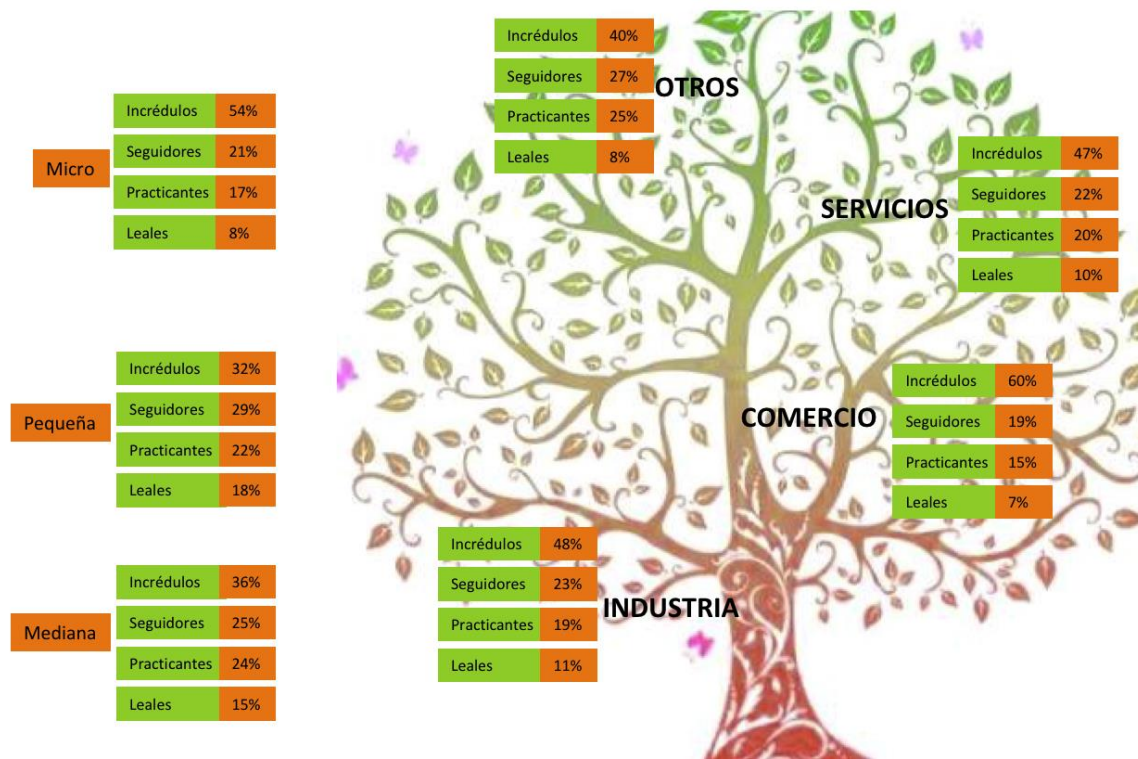 Micro
Incrédulos 54%
Seguidores 21%
Practicantes 17%
Leales 8%
Pequeña
Incrédulos 32%
Seguidores 29%
Practicantes 22%
Leales 18%
Mediana
Incrédulos 36%
Seguidores 25%
Practicantes 24%
Leales 15%
OTROS
Incrédulos 40%
Seguidores 27%
Practicantes 25%
Leales 8%
SERVICIOS
Incrédulos 47%
Seguidores 22%
Practicantes 20%
Leales 10%
COMERCIO
Incrédulos 60%
Seguidores 19%
Practicantes 15%
Leales 7%
INDUSTRIA
Incrédulos 48%
Seguidores 23%
Practicantes 19%
Leales 11%